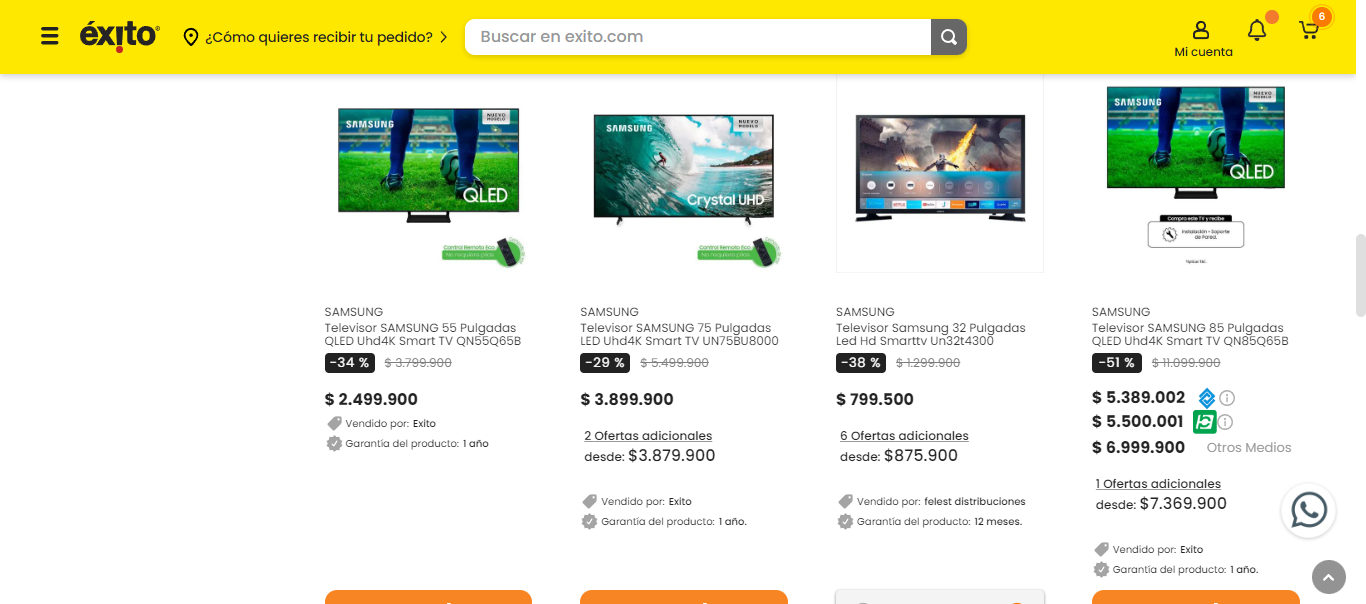 éxito
¿Cómo quieres recibir tu pedido?
Buscar en exito.com
Mi cuenta
6
SAMSUNG
NUEVO MODELO
QLED
Control Remoto Eco
No requiere pilas
SAMSUNG
NUEVO MODELO
Crystal UHD
Control Remoto Eco
No requiere pilas
SAMSUNG
NUEVO MODELO
QLED
Compra este TV y recibe
Instalación + Soporte
de Pared.
SAMSUNG
Televisor SAMSUNG 55 Pulgadas
QLED Uhd4K Smart TV QN55Q65B
-34 % $ 3.799.900
$ 2.499.900
Vendido por: Exito
Garantía del producto: 1 año
SAMSUNG
Televisor SAMSUNG 75 Pulgadas
LED Uhd4K Smart TV UN75BU8000
-29 % $ 5.499.900
$ 3.899.900
2 Ofertas adicionales
desde: $3.879.900
Vendido por: Exito
Garantía del producto: 1 año.
SAMSUNG
Televisor Samsung 32 Pulgadas
Led Hd Smarttv Un32t4300
-38 % $ 1.299.900
$ 799.500
6 Ofertas adicionales
desde: $875.900
Vendido por: felest distribuciones
Garantía del producto: 12 meses.
SAMSUNG
Televisor SAMSUNG 85 Pulgadas
QLED Uhd4K Smart TV QN85Q65B
-51 % $ 11.099.900
$ 5.389.002
$ 5.500.001
$ 6.999.900 Otros Medios
1 Ofertas adicionales
desde: $7.369.900
Vendido por: Exito
Garantía del producto: 1 año.